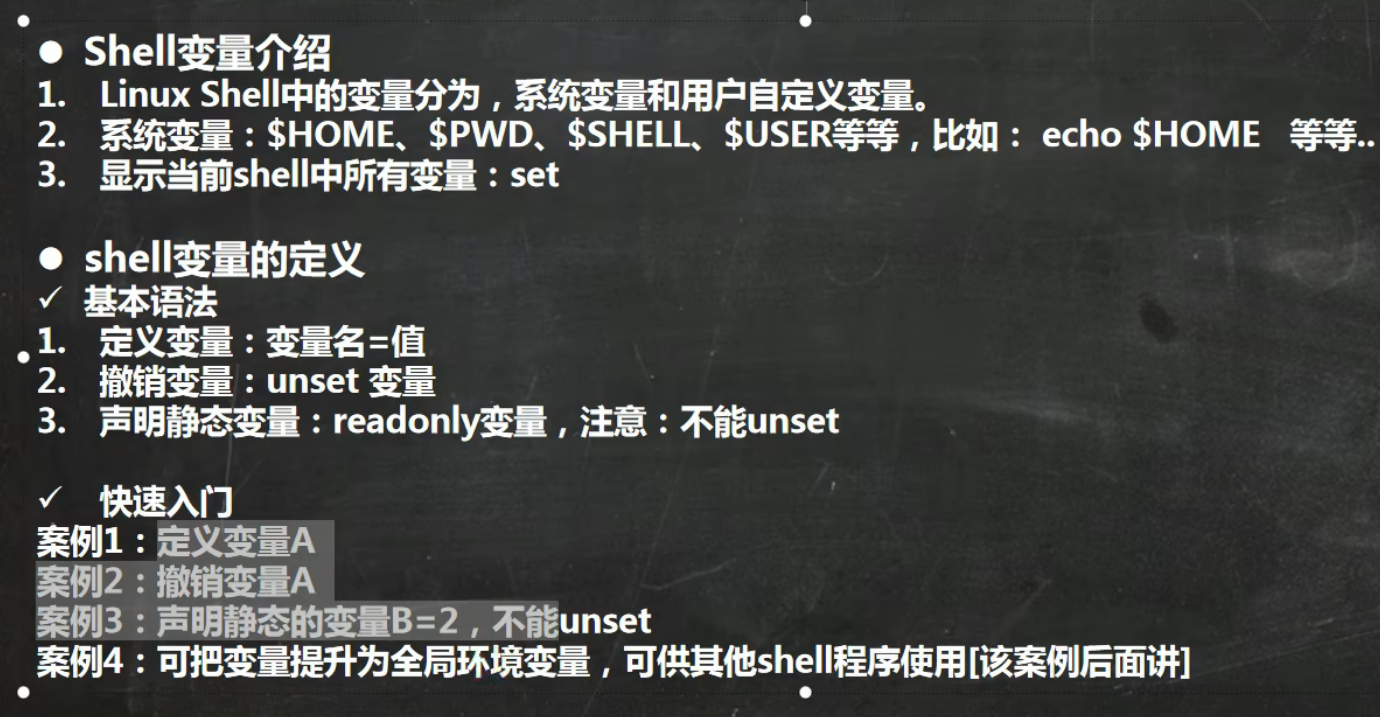 ● Shell变量介绍
1. Linux Shell中的变量分为，系统变量和用户自定义变量。
2. 系统变量：$HOME、$PWD、$SHELL、$USER等等，比如： echo $HOME 等等..
3. 显示当前shell中所有变量：set
● shell变量的定义
✓ 基本语法
1. 定义变量：变量名=值
2. 撤销变量：unset 变量
3. 声明静态变量：readonly变量，注意：不能unset
✓ 快速入门
案例1：定义变量A
案例2：撤销变量A
案例3：声明静态的变量B=2，不能unset
案例4：可把变量提升为全局环境变量，可供其他shell程序使用[该案例后面讲]